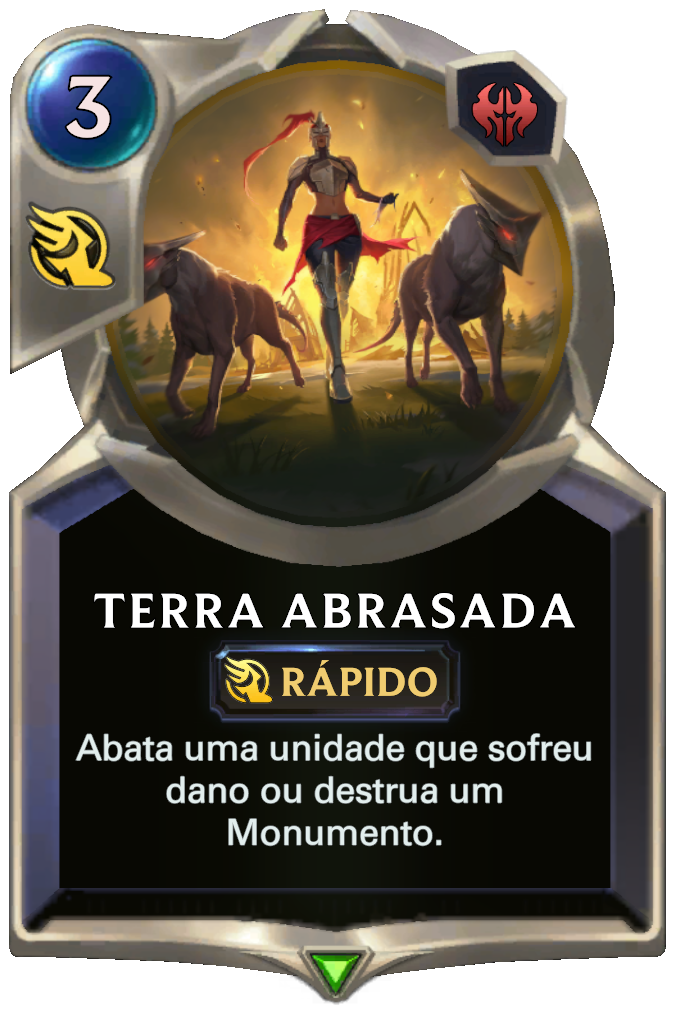 3
TERRA ABRASADA
RÁPIDO
Abata uma unidade que sofreu
dano ou destrua um
Monumento.